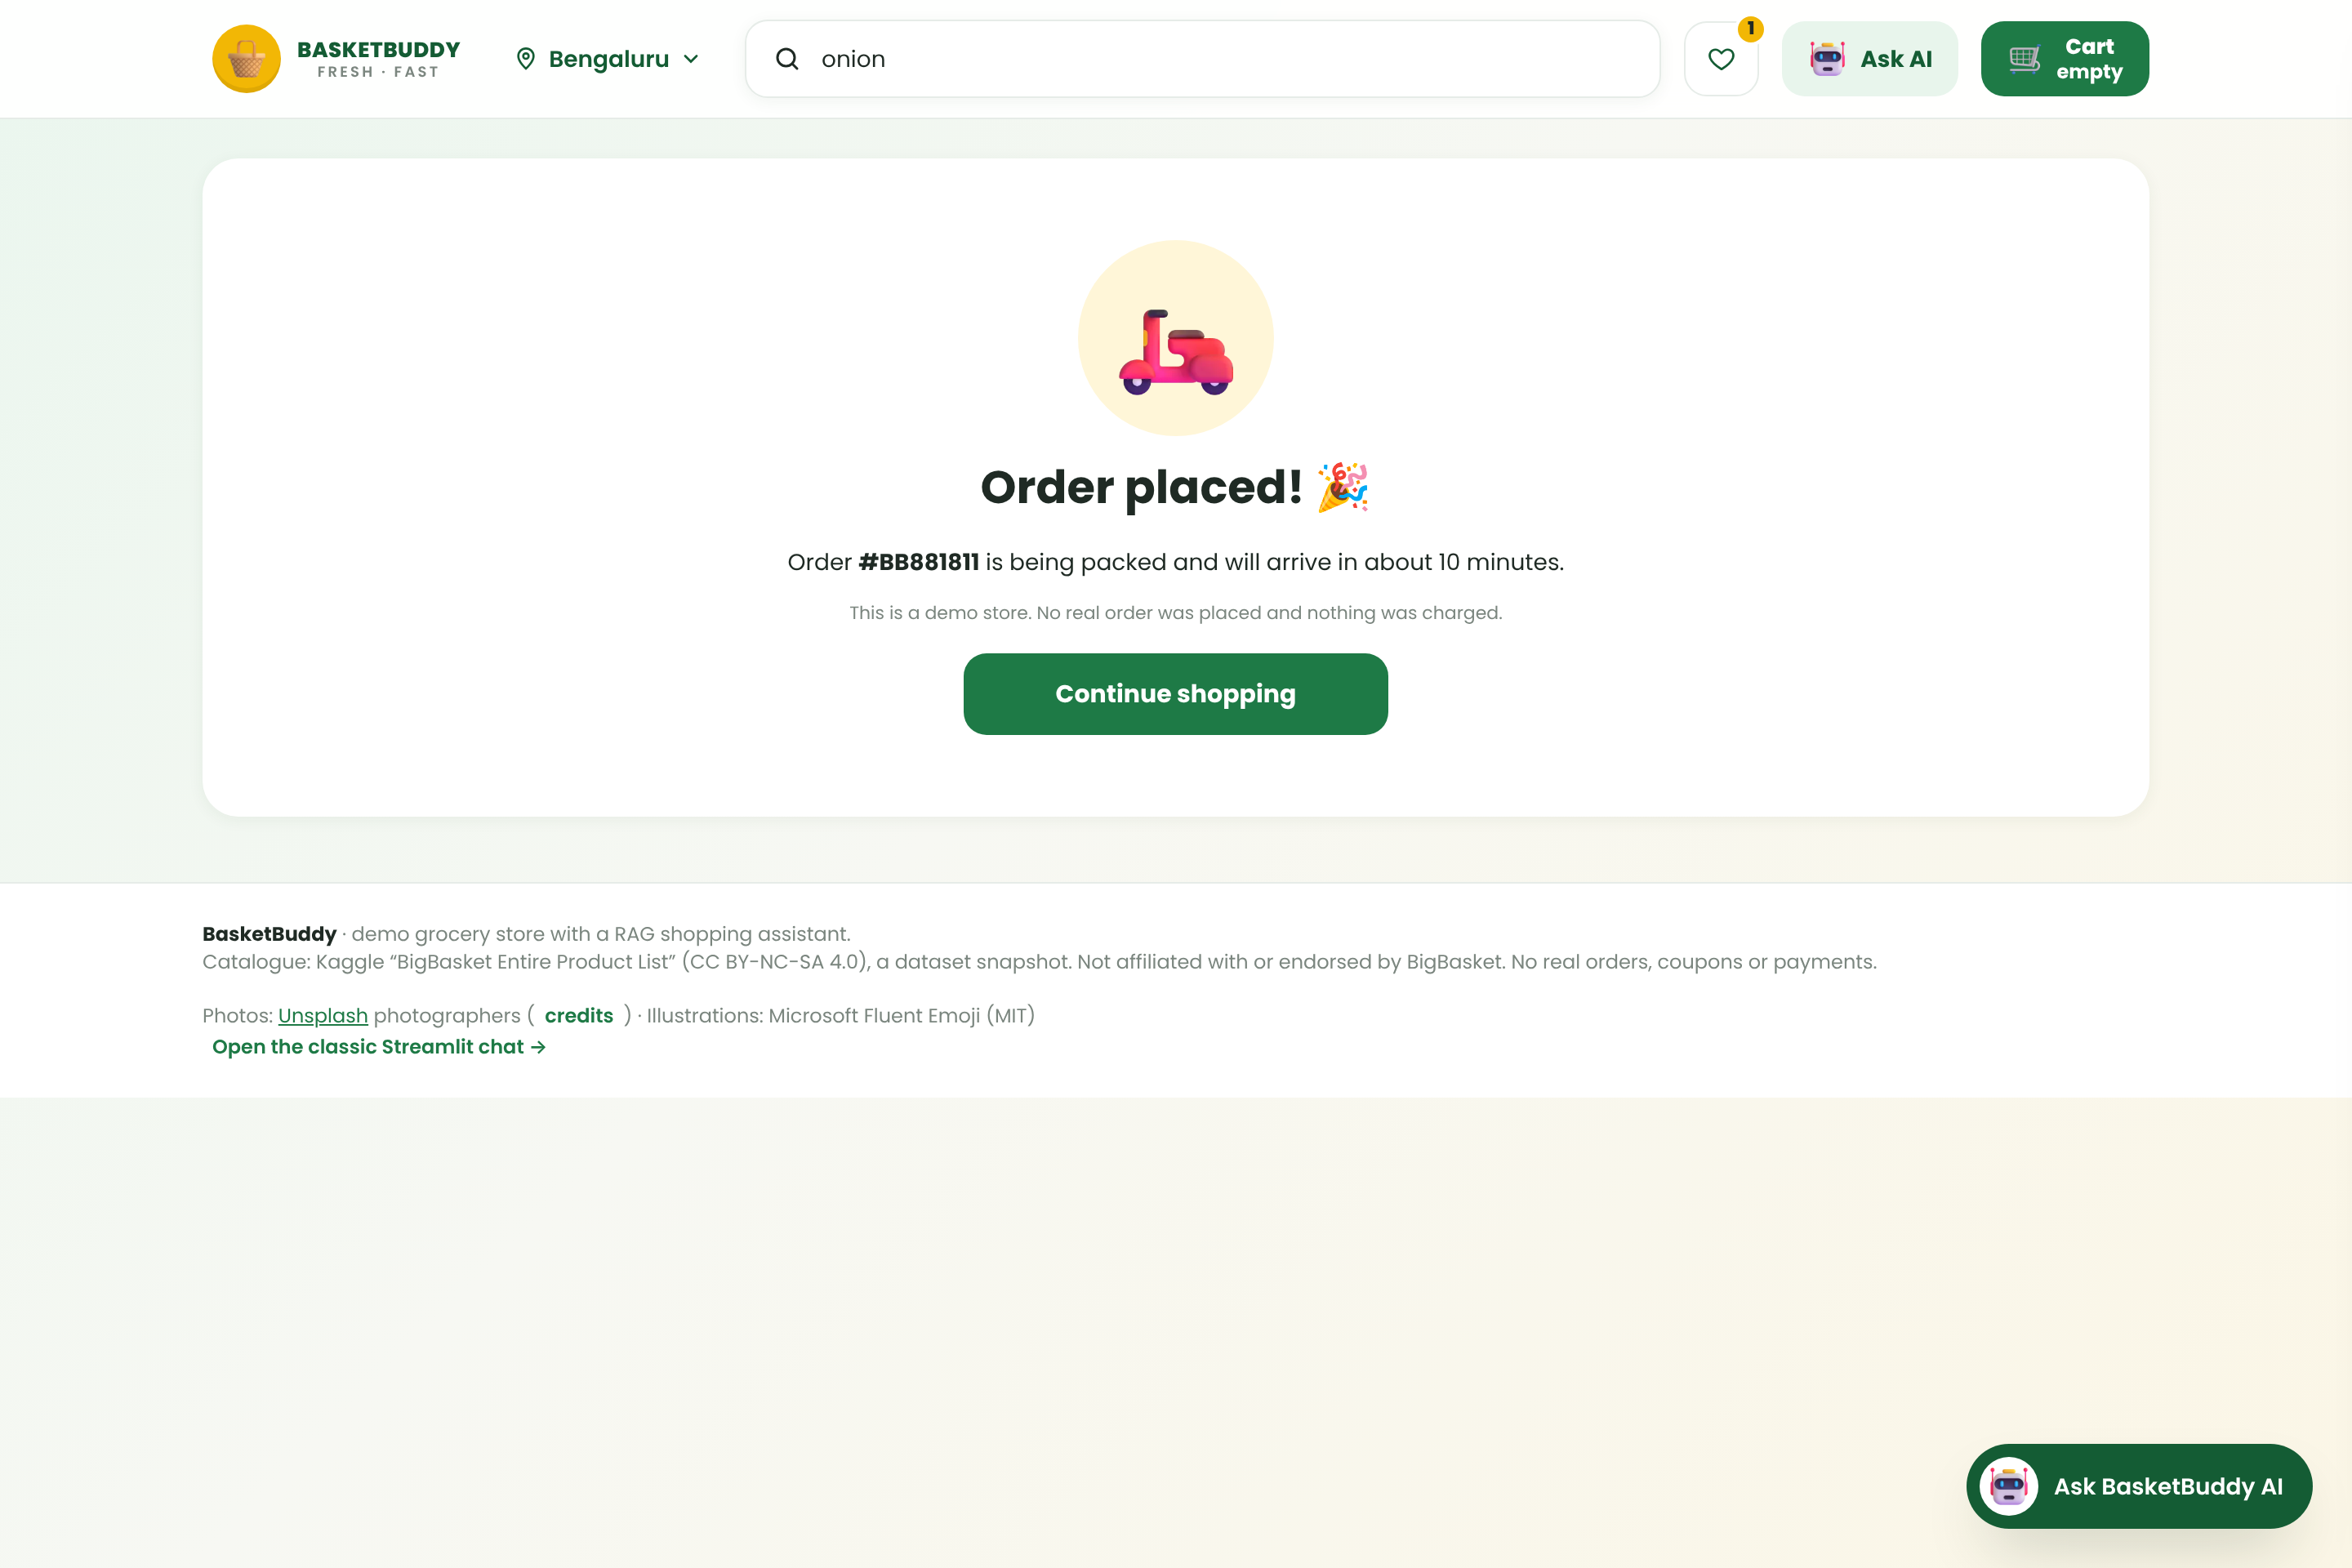 BASKETBUDDY
FRESH · FAST
Bengaluru
onion
1
Ask AI
Cart
empty
Order placed! 🎉
Order #BB881811 is being packed and will arrive in about 10 minutes.
This is a demo store. No real order was placed and nothing was charged.
Continue shopping
BasketBuddy · demo grocery store with a RAG shopping assistant.
Catalogue: Kaggle “BigBasket Entire Product List” (CC BY-NC-SA 4.0), a dataset snapshot. Not affiliated with or endorsed by BigBasket. No real orders, coupons or payments.
Photos: Unsplash photographers ( credits ) · Illustrations: Microsoft Fluent Emoji (MIT)
Open the classic Streamlit chat →
Ask BasketBuddy AI